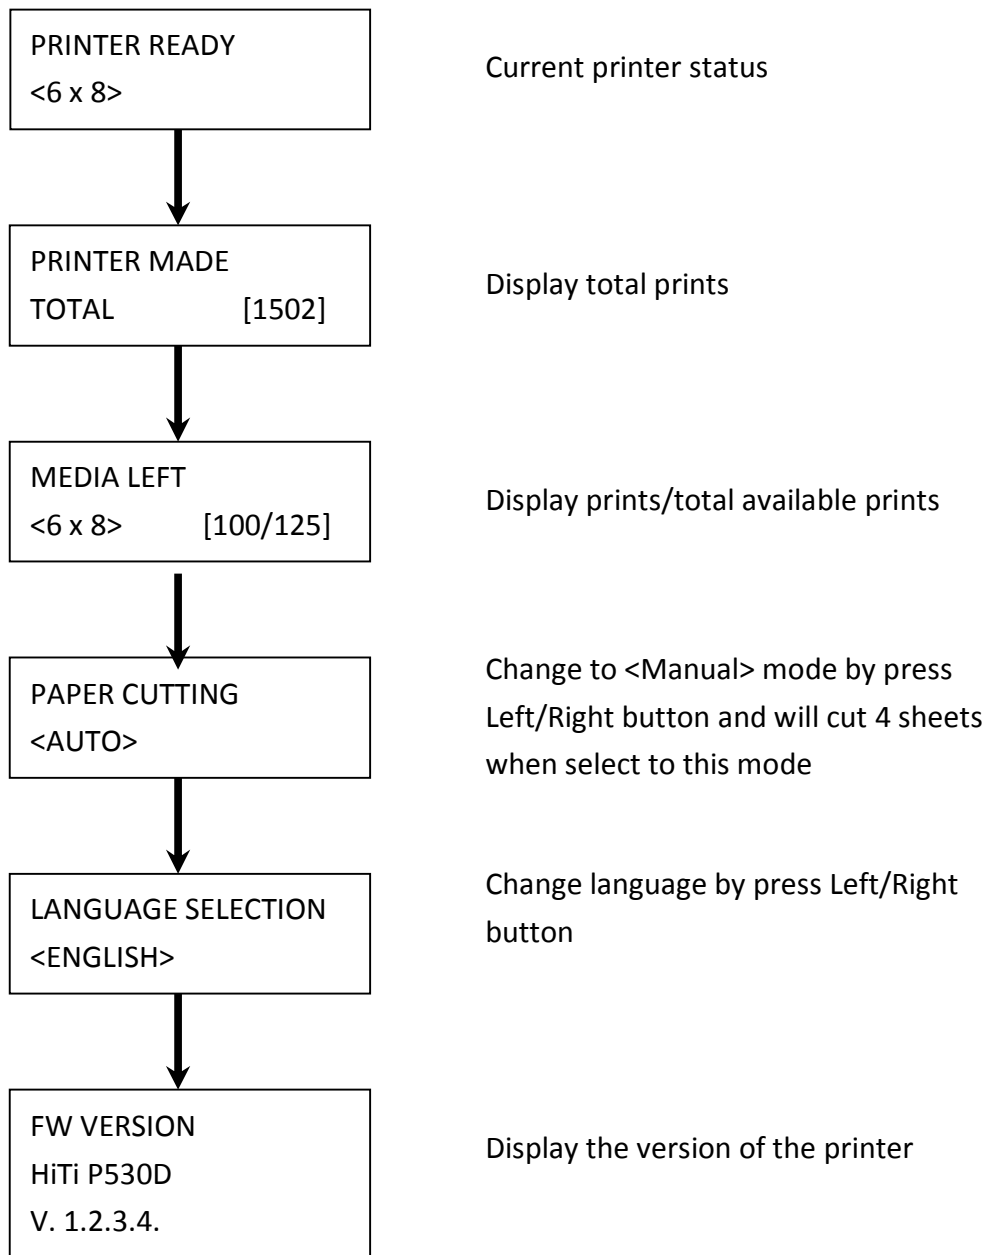 PRINTER READY
<6 x 8>
Current printer status
PRINTER MADE
TOTAL [1502]
Display total prints
MEDIA LEFT
<6 x 8> [100/125]
Display prints/total available prints
PAPER CUTTING
<AUTO>
Change to <Manual> mode by press
Left/Right button and will cut 4 sheets
when select to this mode
LANGUAGE SELECTION
<ENGLISH>
Change language by press Left/Right
button
FW VERSION
HiTi P530D
V. 1.2.3.4.
Display the version of the printer